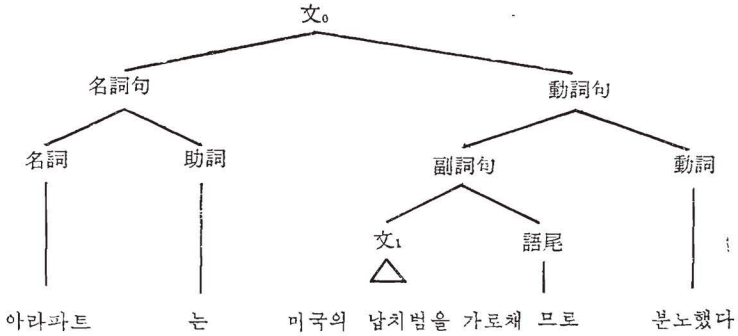 文₀
名詞句 動詞句
名詞 助詞 副詞句 動詞
文₁ 語尾
아라파트 는 미국의 납치범을 가로채 므로 분노했다